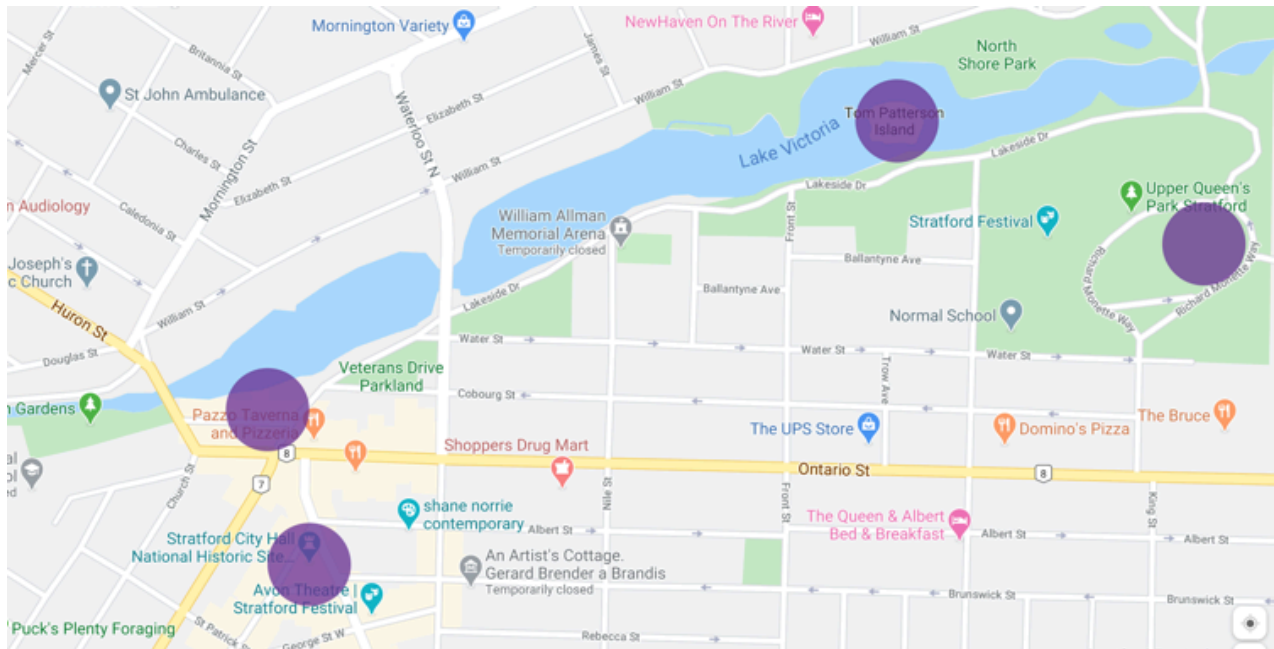 Mornington Variety
NewHaven On The River
William St
North
Shore Park
Mercer St
Britannia St
James St
St John Ambulance
Elizabeth St
William St
Waterloo St N
Tom Patterson
Island
Charles St
Mornington St
Lake Victoria
Lakeside Dr
William St
Elizabeth St
Lakeside Dr
Upper Queen's
Park Stratford
n Audiology
Caledonia St
William Allman
Memorial Arena
Temporarily closed
Front St
Stratford Festival
Joseph's
c Church
Ballantyne Ave
Richard Monette Way
Richard Monette Way
Lakeside Dr
Ballantyne Ave
Huron St
William St
Normal School
Water St
Water St
Water St
Douglas St
Veterans Drive
Parkland
Trow Ave
Cobourg St
n Gardens
Pazzo Taverna
and Pizzeria
The UPS Store
Domino's Pizza
The Bruce
Shoppers Drug Mart
8
Ontario St
8
al
ol
ed
7
Church St
Nile St
Front St
King St
shane norrie
contemporary
The Queen & Albert
Bed & Breakfast
Albert St
Albert St
Albert St
Stratford City Hall
National Historic Site...
An Artist's Cottage.
Gerard Brender a Brandis
Temporarily closed
Avon Theatre |
Stratford Festival
Brunswick St
Brunswick St
Puck's Plenty Foraging
St Patrick St
George St W
Rebecca St